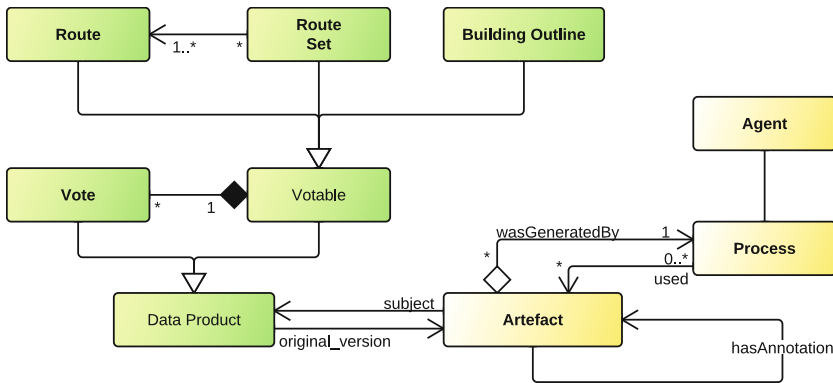 Route
1..*
*
Route
Set
Building Outline
Agent
Vote
*
1
Votable
wasGeneratedBy
1
*
Process
*
0..*
used
Data Product
subject
original_version
Artefact
hasAnnotation